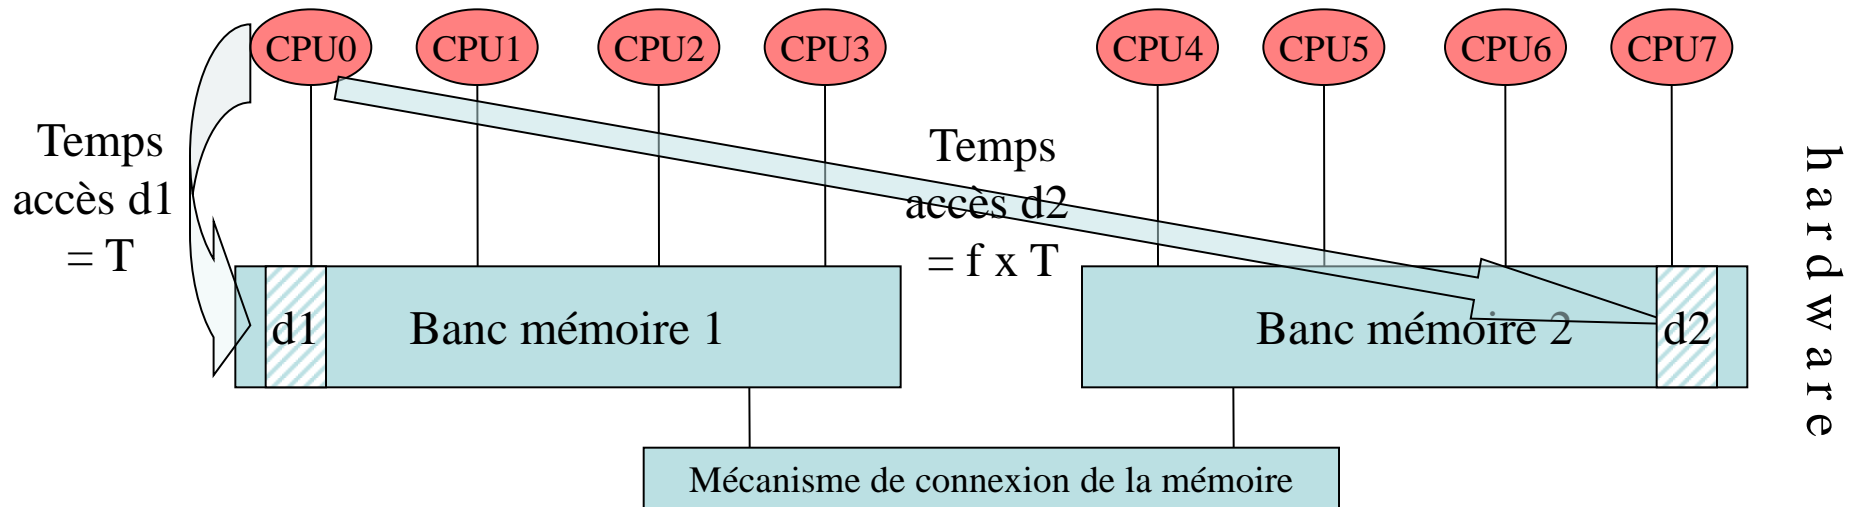 CPU0 CPU1 CPU2 CPU3 CPU4 CPU5 CPU6 CPU7
Temps
accès d1
= T
Temps
accès d2
= f x T
hardware
d1 Banc mémoire 1
Banc mémoire 2 d2
Mécanisme de connexion de la mémoire